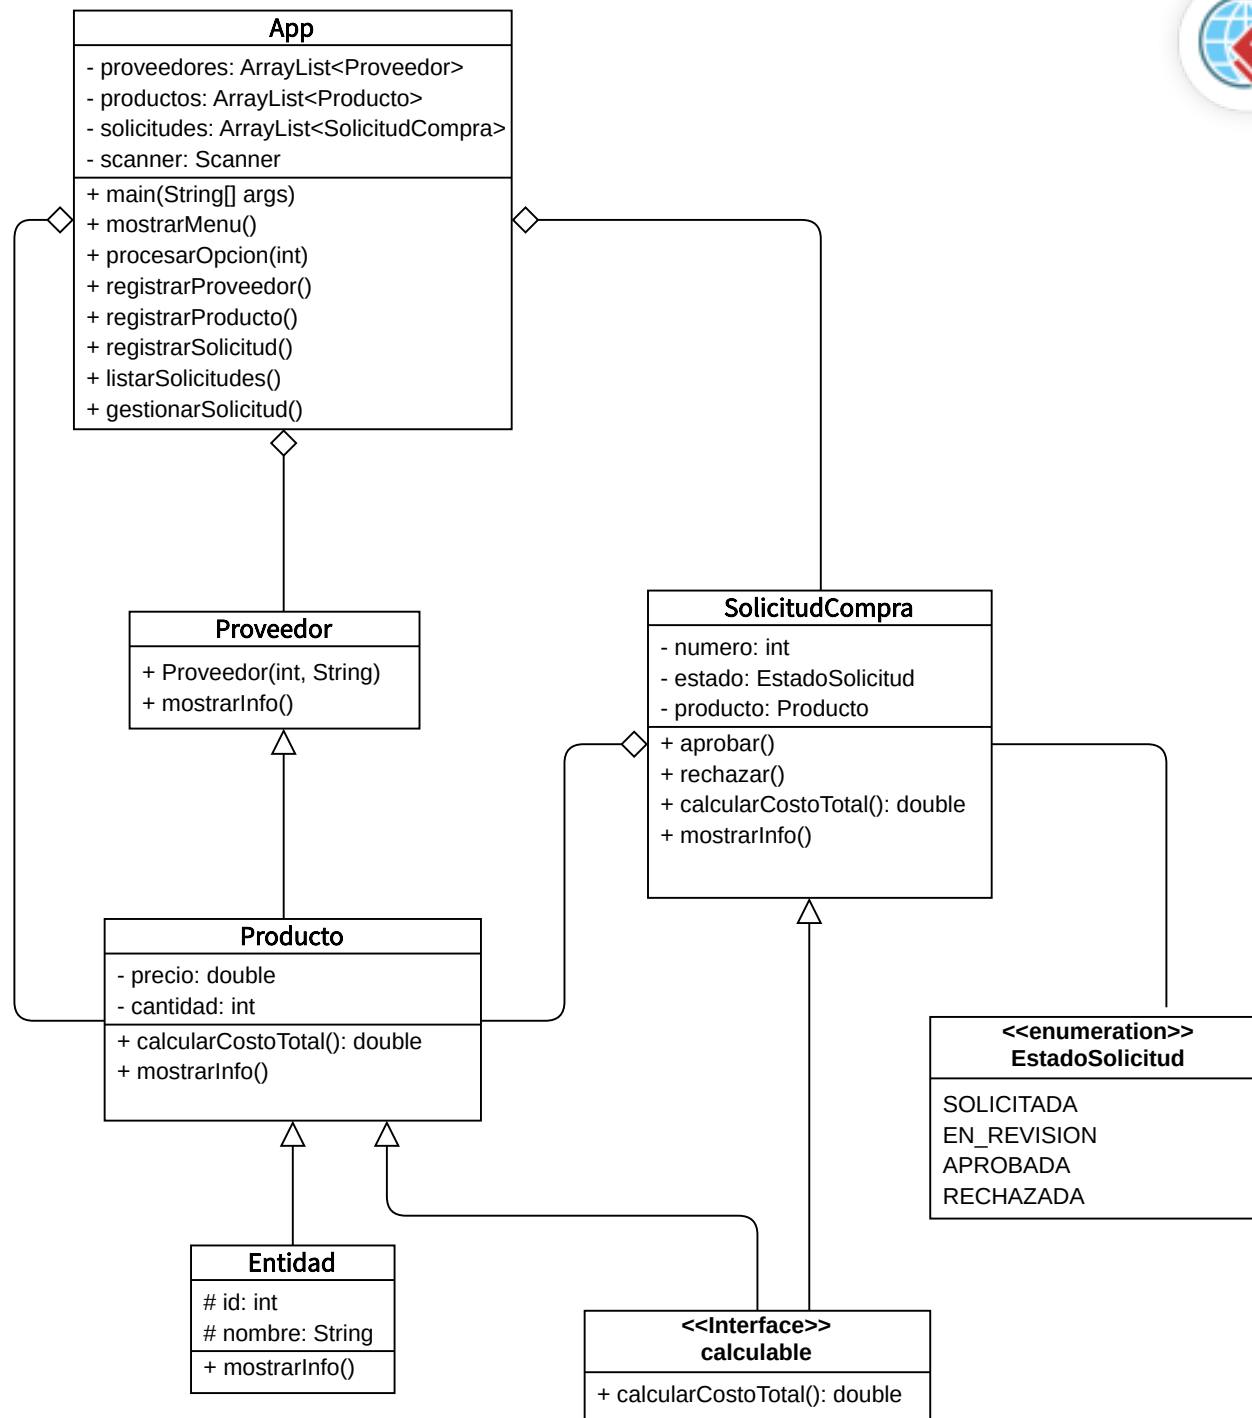 App
- proveedores: ArrayList<Proveedor>
- productos: ArrayList<Producto>
- solicitudes: ArrayList<SolicitudCompra>
- scanner: Scanner
+ main(String[] args)
+ mostrarMenu()
+ procesarOpcion(int)
+ registrarProveedor()
+ registrarProducto()
+ registrarSolicitud()
+ listarSolicitudes()
+ gestionarSolicitud()
Proveedor
+ Proveedor(int, String)
+ mostrarInfo()
SolicitudCompra
- numero: int
- estado: EstadoSolicitud
- producto: Producto
+ aprobar()
+ rechazar()
+ calcularCostoTotal(): double
+ mostrarInfo()
Producto
- precio: double
- cantidad: int
+ calcularCostoTotal(): double
+ mostrarInfo()
<<enumeration>>
EstadoSolicitud
SOLICITADA
EN_REVISION
APROBADA
RECHAZADA
Entidad
# id: int
# nombre: String
+ mostrarInfo()
<<Interface>>
calculable
+ calcularCostoTotal(): double